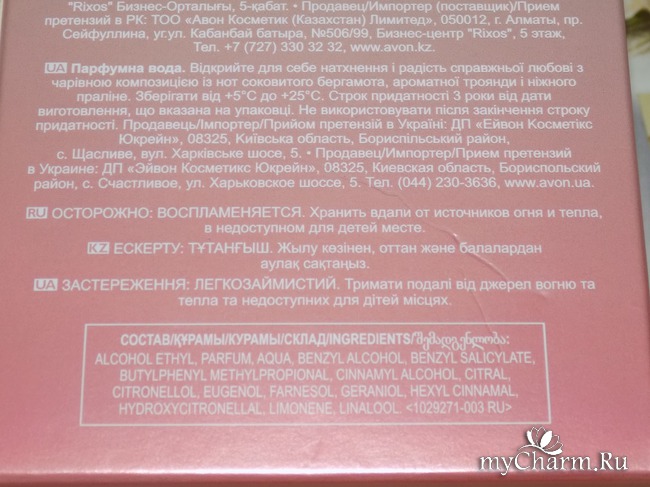 "Rixos" Бизнес-Орталығы, 5-қабат. • Продавец/Импортер (поставщик)/Прием
претензий в РК: ТОО «Авон Косметик (Казахстан) Лимитед», 050012, г. Алматы, пр.
Сейфуллина, уг.ул. Кабанбай батыра, №506/99, Бизнес-центр "Rixos", 5 этаж,
Тел. +7 (727) 330 32 32, www.avon.kz.
UA Парфумна вода. Відкрийте для себе натхнення і радість справжньої любові з
чарівною композицією із нот соковитого бергамота, ароматної троянди і ніжного
праліне. Зберігати від +5°С до +25°С. Строк придатності 3 роки від дати
виготовлення, що вказана на упаковці. Не використовувати після закінчення строку
придатності. Продавець/Імпортер/Прийом претензій в Україні: ДП «Ейвон Косметікс
Юкрейн», 08325, Київська область, Бориспільський район,
с. Щасливе, вул. Харківське шосе, 5. • Продавец/Импортер/Прием претензий
в Украине: ДП «Эйвон Косметикс Юкрейн», 08325, Киевская область, Бориспольский
район, с. Счастливое, ул. Харьковское шоссе, 5. Тел. (044) 230-3636, www.avon.ua.
RU ОСТОРОЖНО: ВОСПЛАМЕНЯЕТСЯ. Хранить вдали от источников огня и тепла,
в недоступном для детей месте.
KZ ЕСКЕРТУ: ТҰТАНҒЫШ. Жылу көзінен, оттан және балалардан
аулақ сақтаңыз.
UA ЗАСТЕРЕЖЕННЯ: ЛЕГКОЗАЙМИСТИЙ. Тримати подалі від джерел вогню та
тепла та недоступних для дітей місцях.
СОСТАВ/ҚҰРАМЫ/КУРАМЫ/СКЛАД/INGREDIENTS/შემადგენლობა:
ALCOHOL ETHYL, PARFUM, AQUA, BENZYL ALCOHOL, BENZYL SALICYLATE,
BUTYLPHENYL METHYLPROPIONAL, CINNAMYL ALCOHOL, CITRAL,
CITRONELLOL, EUGENOL, FARNESOL, GERANIOL, HEXYL CINNAMAL,
HYDROXYCITRONELLAL, LIMONENE, LINALOOL. <1029271-003 RU>
myCharm.Ru